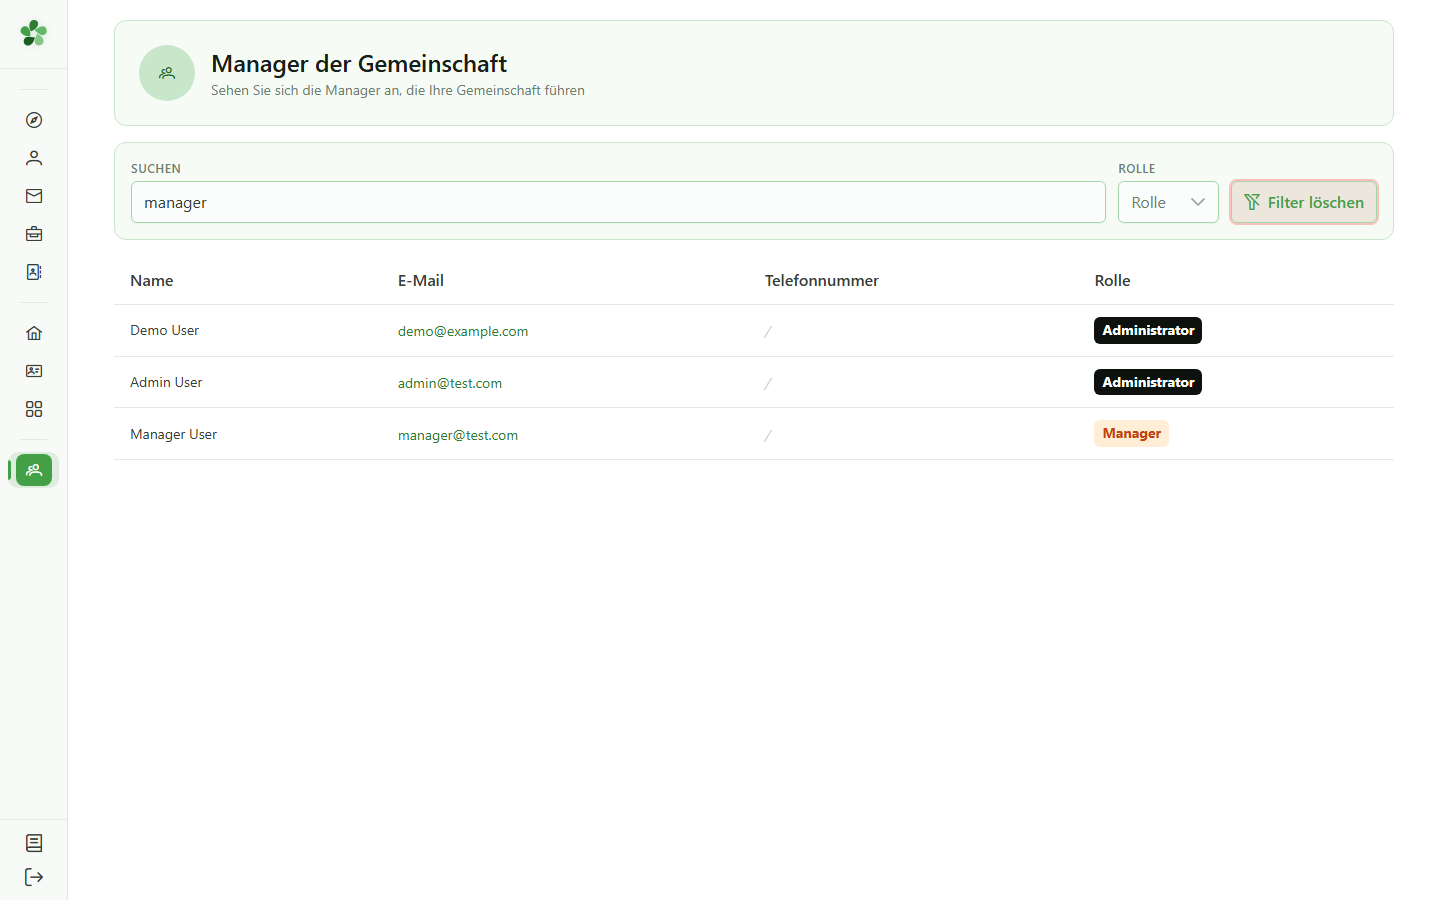 Manager der Gemeinschaft
Sehen Sie sich die Manager an, die Ihre Gemeinschaft führen
SUCHEN
ROLLE
manager
Rolle
Filter löschen
Name E-Mail Telefonnummer Rolle
Demo User demo@example.com / Administrator
Admin User admin@test.com / Administrator
Manager User manager@test.com / Manager